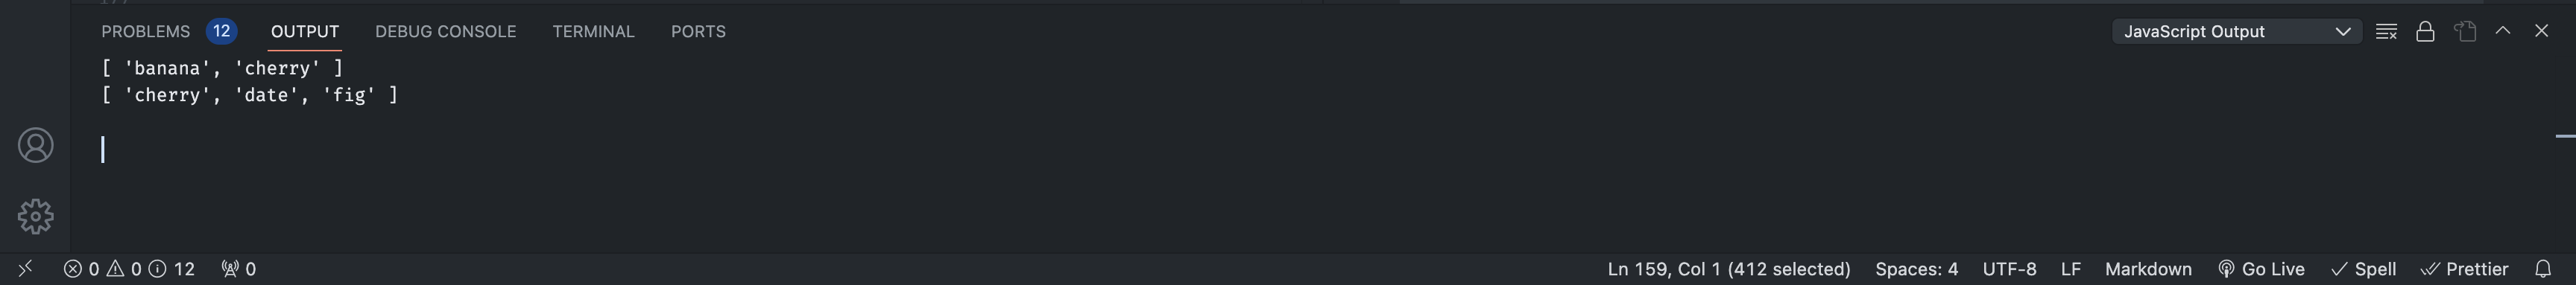 PROBLEMS 12 OUTPUT DEBUG CONSOLE TERMINAL PORTS JavaScript Output
[ 'banana', 'cherry' ]
[ 'cherry', 'date', 'fig' ]
0 0 12 0 Ln 159, Col 1 (412 selected) Spaces: 4 UTF-8 LF Markdown Go Live Spell Prettier